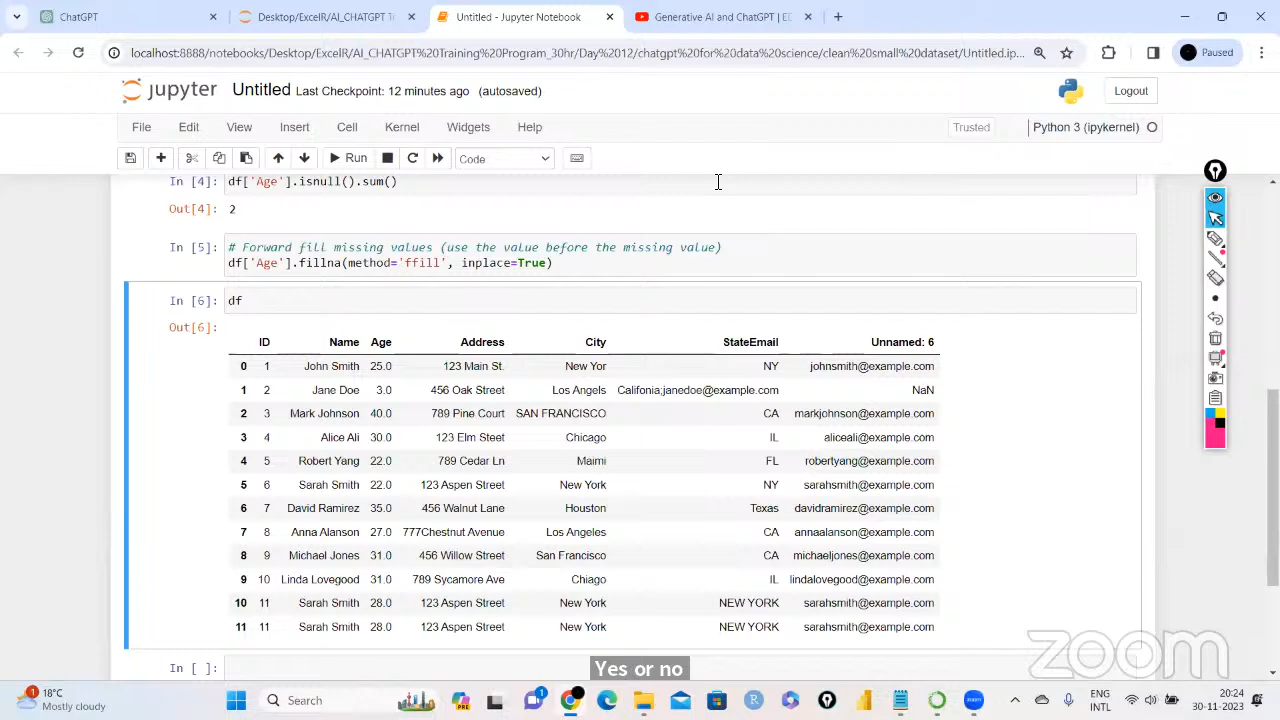 ChatGPT
Desktop/ExcelR/AI_CHATGPT Tr
Untitled - Jupyter Notebook
Generative AI and ChatGPT | ED
localhost:8888/notebooks/Desktop/ExcelR/AI_CHATGPT%20Training%20Program_30hr/Day%2012/chatgpt%20for%20data%20science/clean%20small%20dataset/Untitled.ip...
Paused
jupyter Untitled Last Checkpoint: 12 minutes ago (autosaved)
Logout
File Edit View Insert Cell Kernel Widgets Help
Trusted
Python 3 (ipykernel)
Run
Code
In [4]: df['Age'].isnull().sum()
Out[4]: 2
In [5]: # Forward fill missing values (use the value before the missing value)
df['Age'].fillna(method='ffill', inplace=True)
In [6]: df
Out[6]:
ID Name Age Address City StateEmail Unnamed: 6
0 1 John Smith 25.0 123 Main St. New Yor NY johnsmith@example.com
1 2 Jane Doe 3.0 456 Oak Street Los Angels Califonia;janedoe@example.com NaN
2 3 Mark Johnson 40.0 789 Pine Court SAN FRANCISCO CA markjohnson@example.com
3 4 Alice Ali 30.0 123 Elm Steet Chicago IL aliceali@example.com
4 5 Robert Yang 22.0 789 Cedar Ln Maimi FL robertyang@example.com
5 6 Sarah Smith 22.0 123 Aspen Street New York NY sarahsmith@example.com
6 7 David Ramirez 35.0 456 Walnut Lane Houston Texas davidramirez@example.com
7 8 Anna Alanson 27.0 777Chestnut Avenue Los Angeles CA annaalanson@example.com
8 9 Michael Jones 31.0 456 Willow Street San Francisco CA michaeljones@example.com
9 10 Linda Lovegood 31.0 789 Sycamore Ave Chiago IL lindalovegood@example.com
10 11 Sarah Smith 28.0 123 Aspen Street New York NEW YORK sarahsmith@example.com
11 11 Sarah Smith 28.0 123 Aspen Street New York NEW YORK sarahsmith@example.com
In [ ]:
Yes or no
zoom
1
18°C
Mostly cloudy
Search
PRE
1
R
zoom
ENG
INTL
20:24
30-11-2023